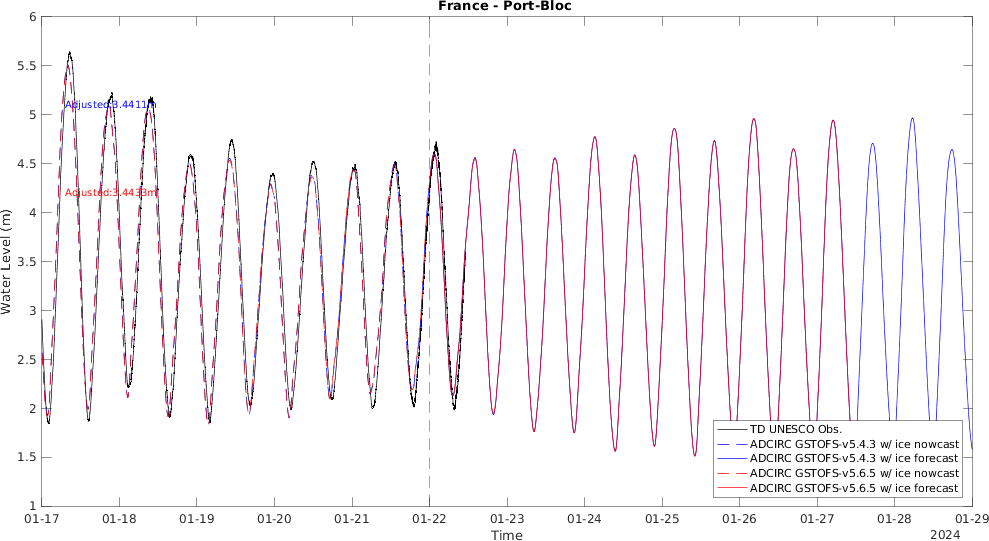 France - Port-Bloc
6
5.5
5
4.5
4
3.5
3
2.5
2
1.5
1
Water Level (m)
Adjusted:3.4411m
Adjusted:3.4433m
TD UNESCO Obs.
ADCIRC GSTOFS-v5.4.3 w/ ice nowcast
ADCIRC GSTOFS-v5.4.3 w/ ice forecast
ADCIRC GSTOFS-v5.6.5 w/ ice nowcast
ADCIRC GSTOFS-v5.6.5 w/ ice forecast
01-17 01-18 01-19 01-20 01-21 01-22 01-23 01-24 01-25 01-26 01-27 01-28 01-29
Time
2024